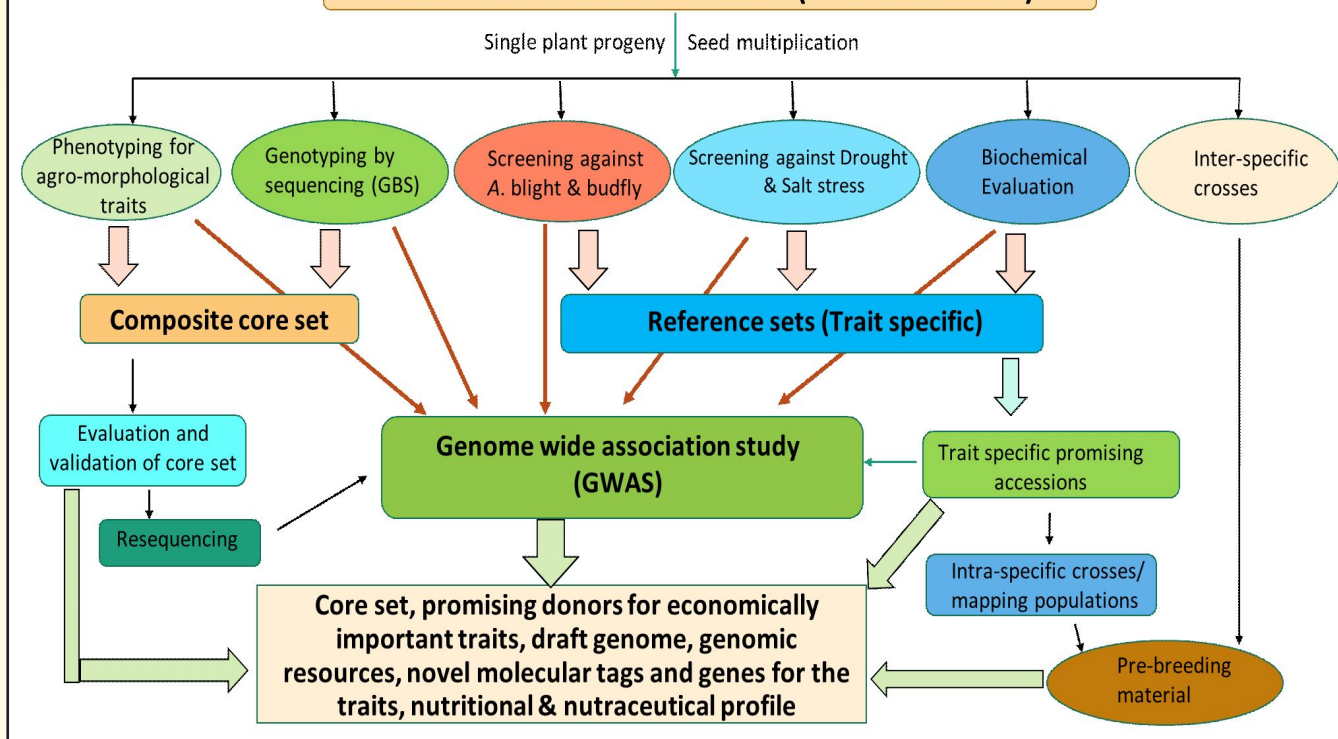 Single plant progeny
Seed multiplication
Phenotyping for
agro-morphological
traits
Genotyping by
sequencing (GBS)
Screening against
A. blight & budfly
Screening against Drought
& Salt stress
Biochemical
Evaluation
Inter-specific
crosses
Composite core set
Reference sets (Trait specific)
Evaluation and
validation of core set
Genome wide association study
(GWAS)
Trait specific promising
accessions
Resequencing
Intra-specific crosses/
mapping populations
Core set, promising donors for economically
important traits, draft genome, genomic
resources, novel molecular tags and genes for the
traits, nutritional & nutraceutical profile
Pre-breeding
material